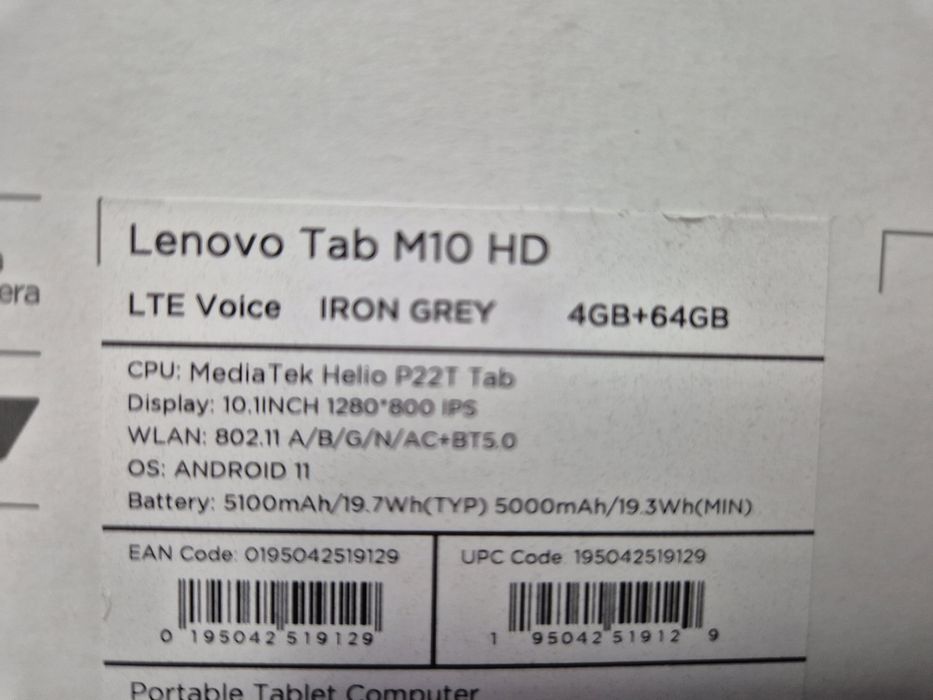 era
Lenovo Tab M10 HD
LTE Voice IRON GREY 4GB+64GB
CPU: MediaTek Helio P22T Tab
Display: 10.1INCH 1280*800 IPS
WLAN: 802.11 A/B/G/N/AC+BT5.0
OS: ANDROID 11
Battery: 5100mAh/19.7Wh(TYP) 5000mAh/19.3Wh(MIN)
EAN Code: 0195042519129
UPC Code 195042519129
0 195042 519129
1 95042 51912 9
Portable Tablet Computer